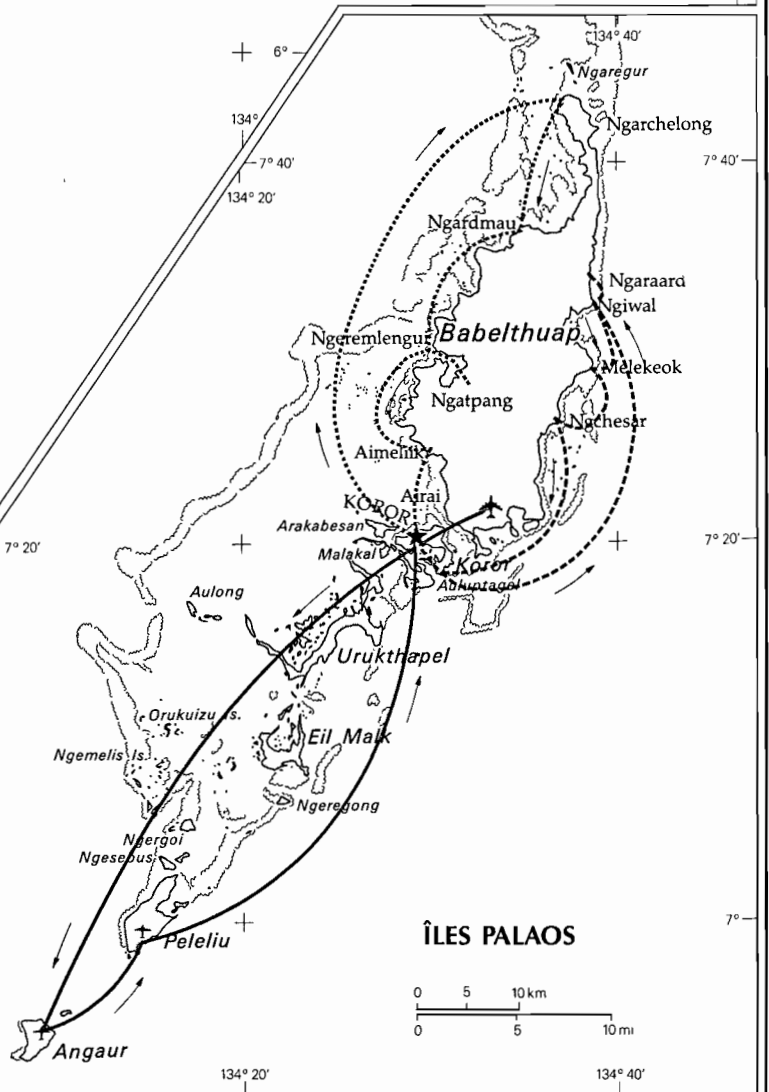 134° 40′
6°
Ngaregur
134°
Ngarchelong
7° 40′
7° 40′
134° 20′
Ngardmau
Ngaraard
Ngiwal
Ngeremlengui
Babelthuap
Melekeok
Ngatpang
Ngchesar
Aimeliik
KOROR
Airai
Arakabesan
7° 20′
7° 20′
Malakal
Koror
Auluptagel
Aulong
Urukthapel
Orukuizu Is.
Eil Malk
Ngemelis Is.
Ngeregong
Ngergoi
Ngesebus
7°
ÎLES PALAOS
Peleliu
0 5 10 km
0 5 10 mi
Angaur
134° 20′
134° 40′